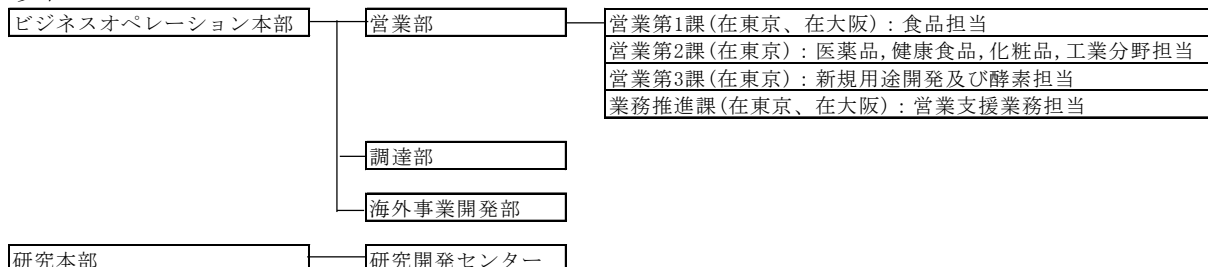 ビジネスオペレーション本部 営業部 営業第1課(在東京、在大阪):食品担当
営業第2課(在東京):医薬品,健康食品,化粧品,工業分野担当
営業第3課(在東京):新規用途開発及び酵素担当
業務推進課(在東京、在大阪):営業支援業務担当
調達部
海外事業開発部
研究本部 研究開発センター